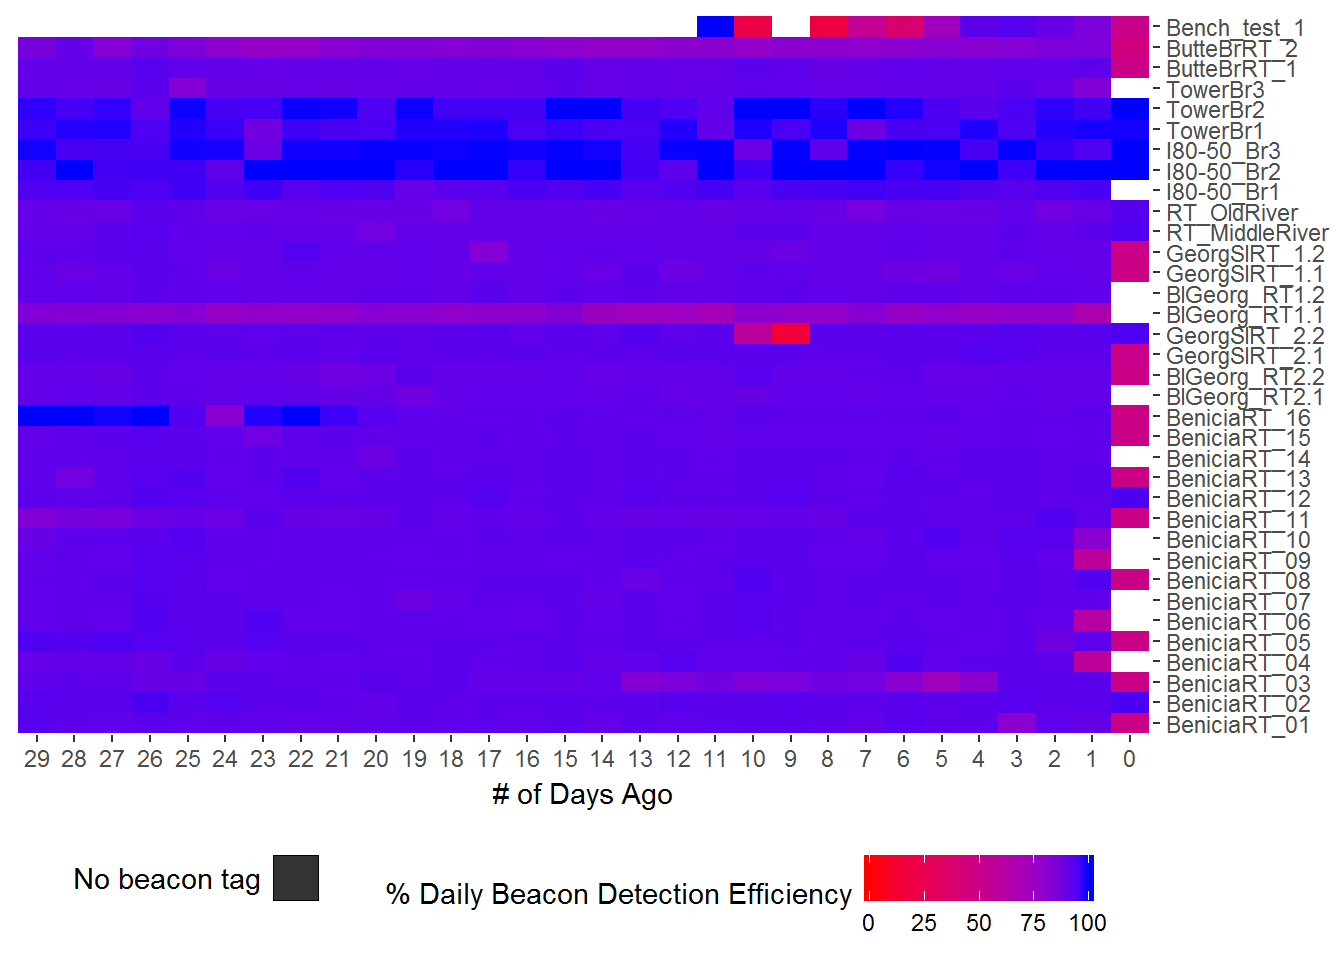 Bench_test_1
ButteBrRT_2
ButteBrRT_1
TowerBr3
TowerBr2
TowerBr1
I80-50_Br3
I80-50_Br2
I80-50_Br1
RT_OldRiver
RT_MiddleRiver
GeorgSlRT_1.2
GeorgSlRT_1.1
BlGeorg_RT1.2
BlGeorg_RT1.1
GeorgSlRT_2.2
GeorgSlRT_2.1
BlGeorg_RT2.2
BlGeorg_RT2.1
BeniciaRT_16
BeniciaRT_15
BeniciaRT_14
BeniciaRT_13
BeniciaRT_12
BeniciaRT_11
BeniciaRT_10
BeniciaRT_09
BeniciaRT_08
BeniciaRT_07
BeniciaRT_06
BeniciaRT_05
BeniciaRT_04
BeniciaRT_03
BeniciaRT_02
BeniciaRT_01
29 28 27 26 25 24 23 22 21 20 19 18 17 16 15 14 13 12 11 10 9 8 7 6 5 4 3 2 1 0
# of Days Ago
No beacon tag
% Daily Beacon Detection Efficiency
0 25 50 75 100